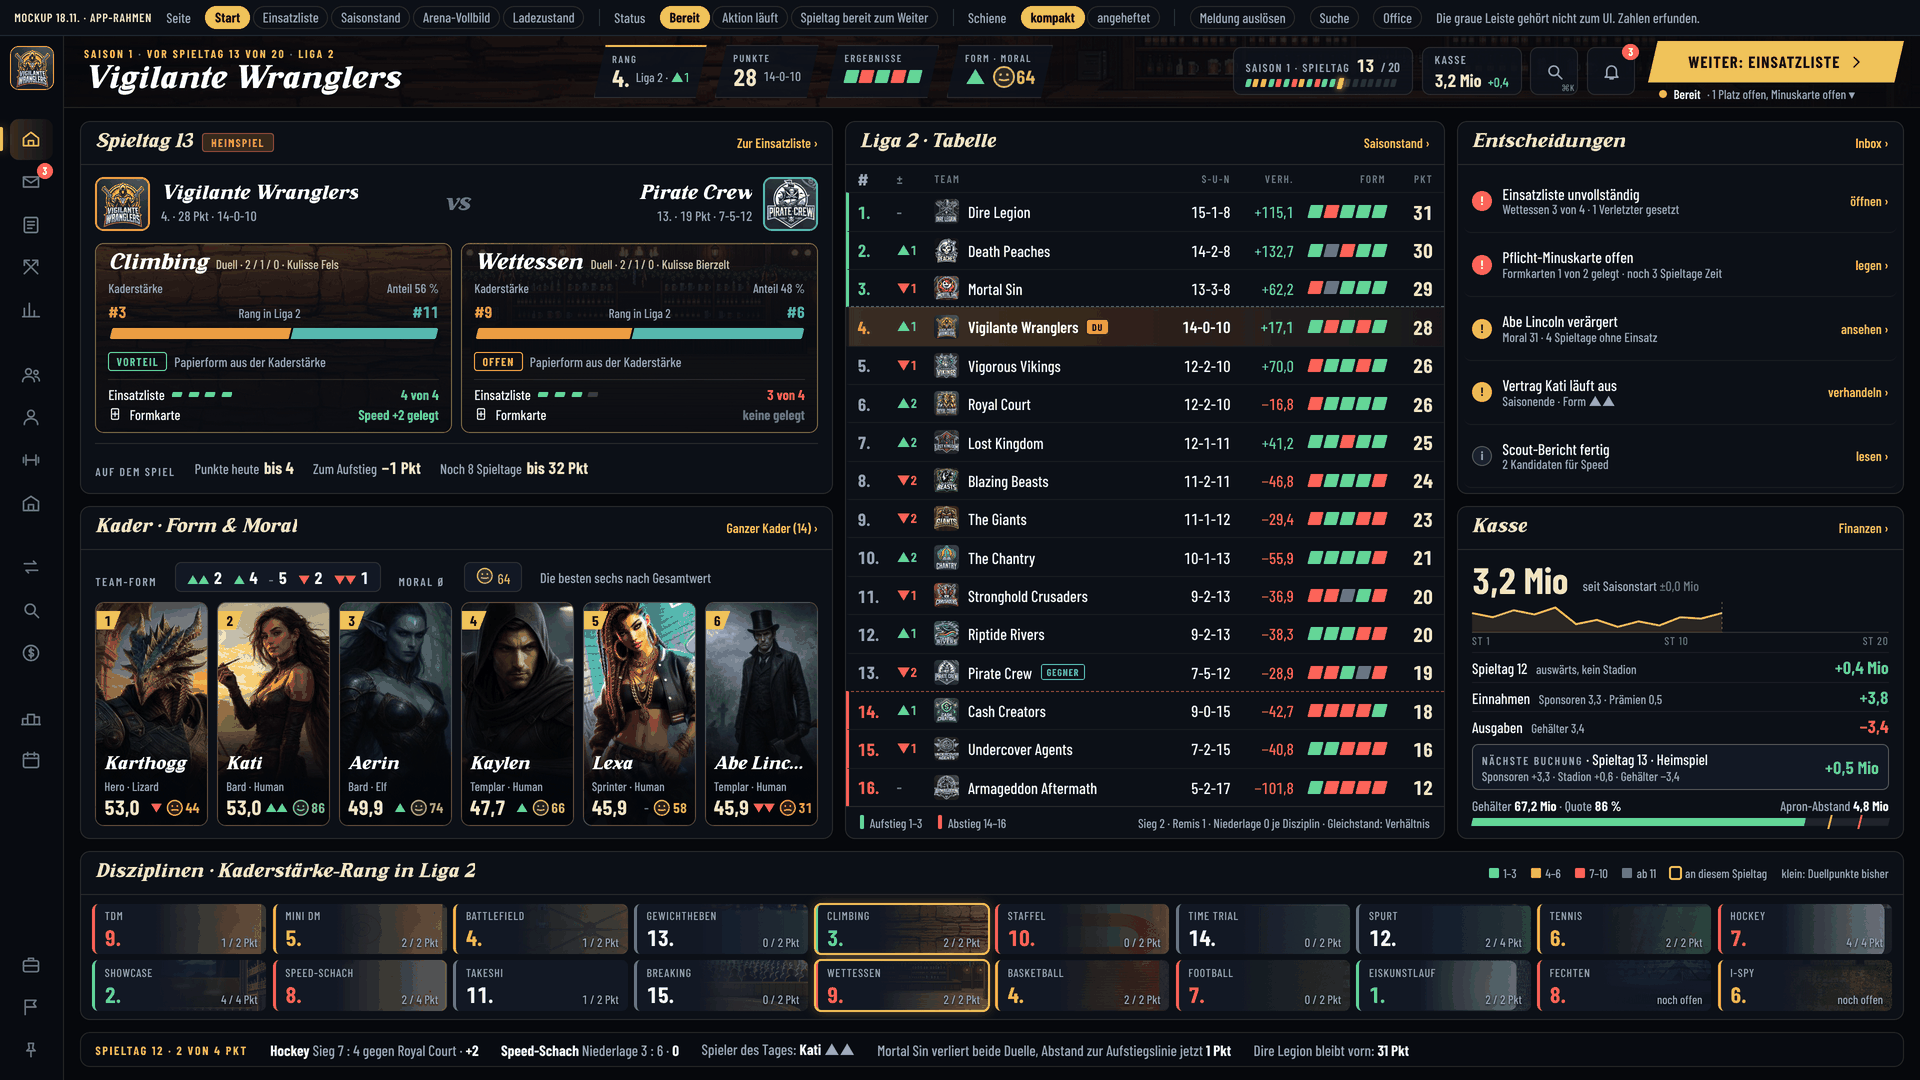 MOCKUP 18.11. · APP-RAHMEN Seite Start Einsatzliste Saisonstand Arena-Vollbild Ladezustand Status Bereit Aktion läuft Spieltag bereit zum Weiter Schiene kompakt angeheftet Meldung auslösen Suche Office Die graue Leiste gehört nicht zum UI. Zahlen erfunden.
SAISON 1 · VOR SPIELTAG 13 VON 20 · LIGA 2
Vigilante Wranglers
RANG
4. Liga 2 · ▲1
PUNKTE
28 14-0-10
ERGEBNISSE
FORM · MORAL
▲ 64
SAISON 1 · SPIELTAG 13 / 20
KASSE
3,2 Mio +0,4
⌘K
3
WEITER: EINSATZLISTE
Bereit · 1 Platz offen, Minuskarte offen ▾
3
Spieltag 13 HEIMSPIEL Zur Einsatzliste ›
Vigilante Wranglers
4. · 28 Pkt · 14-0-10
VS
Pirate Crew
13. · 19 Pkt · 7-5-12
Climbing Duell · 2 / 1 / 0 · Kulisse Fels
Kaderstärke Anteil 56 %
#3 Rang in Liga 2 #11
VORTEIL Papierform aus der Kaderstärke
Einsatzliste 4 von 4
Formkarte Speed +2 gelegt
Wettessen Duell · 2 / 1 / 0 · Kulisse Bierzelt
Kaderstärke Anteil 48 %
#9 Rang in Liga 2 #6
OFFEN Papierform aus der Kaderstärke
Einsatzliste 3 von 4
Formkarte keine gelegt
AUF DEM SPIEL Punkte heute bis 4 Zum Aufstieg −1 Pkt Noch 8 Spieltage bis 32 Pkt
Kader · Form & Moral Ganzer Kader (14) ›
TEAM-FORM ▲▲ 2 ▲ 4 - 5 ▼ 2 ▼▼ 1 MORAL Ø 64 Die besten sechs nach Gesamtwert
1
Karthogg
Hero · Lizard
53,0 ▼ 44
2
Kati
Bard · Human
53,0 ▲▲ 86
3
Aerin
Bard · Elf
49,9 ▲ 74
4
Kaylen
Templar · Human
47,7 ▲ 66
5
Lexa
Sprinter · Human
45,9 - 58
6
Abe Linc...
Templar · Human
45,9 ▼▼ 31
Liga 2 · Tabelle Saisonstand ›
# ± TEAM S-U-N VERH. FORM PKT
1. - Dire Legion 15-1-8 +115,1 31
2. ▲1 Death Peaches 14-2-8 +132,7 30
3. ▼1 Mortal Sin 13-3-8 +62,2 29
4. ▲1 Vigilante Wranglers DU 14-0-10 +17,1 28
5. ▼1 Vigorous Vikings 12-2-10 +70,0 26
6. ▲2 Royal Court 12-2-10 −16,8 26
7. ▲2 Lost Kingdom 12-1-11 +41,2 25
8. ▼2 Blazing Beasts 11-2-11 −46,8 24
9. ▼2 The Giants 11-1-12 −29,4 23
10. ▲2 The Chantry 10-1-13 −55,9 21
11. ▼1 Stronghold Crusaders 9-2-13 −36,9 20
12. ▲1 Riptide Rivers 9-2-13 −38,3 20
13. ▼2 Pirate Crew GEGNER 7-5-12 −28,9 19
14. ▲1 Cash Creators 9-0-15 −42,7 18
15. ▼1 Undercover Agents 7-2-15 −40,8 16
16. - Armageddon Aftermath 5-2-17 −101,8 12
Aufstieg 1-3 Abstieg 14-16 Sieg 2 · Remis 1 · Niederlage 0 je Disziplin · Gleichstand: Verhältnis
Entscheidungen Inbox ›
Einsatzliste unvollständig
Wettessen 3 von 4 · 1 Verletzter gesetzt
öffnen ›
Pflicht-Minuskarte offen
Formkarten 1 von 2 gelegt · noch 3 Spieltage Zeit
legen ›
Abe Lincoln verärgert
Moral 31 · 4 Spieltage ohne Einsatz
ansehen ›
Vertrag Kati läuft aus
Saisonende · Form ▲▲
verhandeln ›
Scout-Bericht fertig
2 Kandidaten für Speed
lesen ›
Kasse Finanzen ›
3,2 Mio seit Saisonstart ±0,0 Mio
ST 1 ST 10 ST 20
Spieltag 12 auswärts, kein Stadion +0,4 Mio
Einnahmen Sponsoren 3,3 · Prämien 0,5 +3,8
Ausgaben Gehälter 3,4 −3,4
NÄCHSTE BUCHUNG · Spieltag 13 · Heimspiel
Sponsoren +3,3 · Stadion +0,6 · Gehälter −3,4
+0,5 Mio
Gehälter 67,2 Mio · Quote 86 % Apron-Abstand 4,8 Mio
Disziplinen · Kaderstärke-Rang in Liga 2 1-3 4-6 7-10 ab 11 an diesem Spieltag klein: Duellpunkte bisher
TDM
9. 1 / 2 Pkt
MINI DM
5. 2 / 2 Pkt
BATTLEFIELD
4. 1 / 2 Pkt
GEWICHTHEBEN
13. 0 / 2 Pkt
CLIMBING
3. 2 / 2 Pkt
STAFFEL
10. 0 / 2 Pkt
TIME TRIAL
14. 0 / 2 Pkt
SPURT
12. 2 / 4 Pkt
TENNIS
6. 2 / 2 Pkt
HOCKEY
7. 4 / 4 Pkt
SHOWCASE
2. 4 / 4 Pkt
SPEED-SCHACH
8. 2 / 4 Pkt
TAKESHI
11. 1 / 2 Pkt
BREAKING
15. 0 / 2 Pkt
WETTESSEN
9. 2 / 2 Pkt
BASKETBALL
4. 2 / 2 Pkt
FOOTBALL
7. 0 / 2 Pkt
EISKUNSTLAUF
1. 2 / 2 Pkt
FECHTEN
8. noch offen
I-SPY
6. noch offen
SPIELTAG 12 · 2 VON 4 PKT Hockey Sieg 7 : 4 gegen Royal Court · +2 Speed-Schach Niederlage 3 : 6 · 0 Spieler des Tages: Kati ▲▲ Mortal Sin verliert beide Duelle, Abstand zur Aufstiegslinie jetzt 1 Pkt Dire Legion bleibt vorn: 31 Pkt